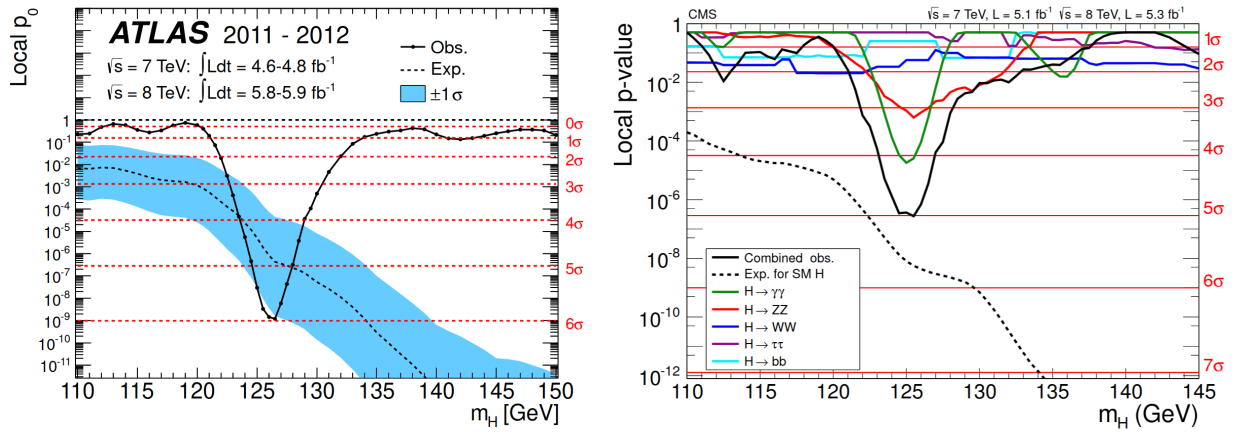 ATLAS 2011 - 2012
√s = 7 TeV: ∫Ldt = 4.6-4.8 fb⁻¹
√s = 8 TeV: ∫Ldt = 5.8-5.9 fb⁻¹
Obs.
Exp.
±1 σ
Local p₀
1
10⁻¹
10⁻²
10⁻³
10⁻⁴
10⁻⁵
10⁻⁶
10⁻⁷
10⁻⁸
10⁻⁹
10⁻¹⁰
10⁻¹¹
0σ
1σ
2σ
3σ
4σ
5σ
6σ
110 115 120 125 130 135 140 145 150
m_H [GeV]
CMS √s = 7 TeV, L = 5.1 fb⁻¹ √s = 8 TeV, L = 5.3 fb⁻¹
Local p-value
1
10⁻²
10⁻⁴
10⁻⁶
10⁻⁸
10⁻¹⁰
10⁻¹²
1σ
2σ
3σ
4σ
5σ
6σ
7σ
Combined obs.
Exp. for SM H
H → γγ
H → ZZ
H → WW
H → ττ
H → bb
110 115 120 125 130 135 140 145
m_H (GeV)